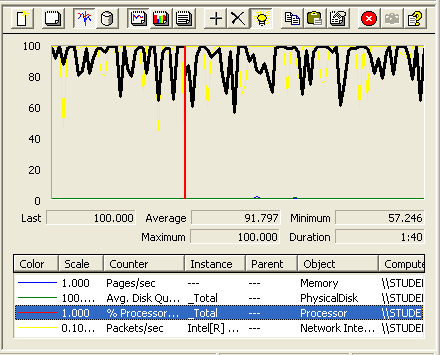 100
80
60
40
20
0
Last 100.000 Average 91.797 Minimum 57.246
Maximum 100.000 Duration 1:40
Color Scale Counter Instance Parent Object Compute
1.000 Pages/sec --- --- Memory \\STUDE
100.... Avg. Disk Qu... _Total --- PhysicalDisk \\STUDE
1.000 % Processor... _Total --- Processor \\STUDE
0.10... Packets/sec Intel[R] ... --- Network Inte... \\STUDE